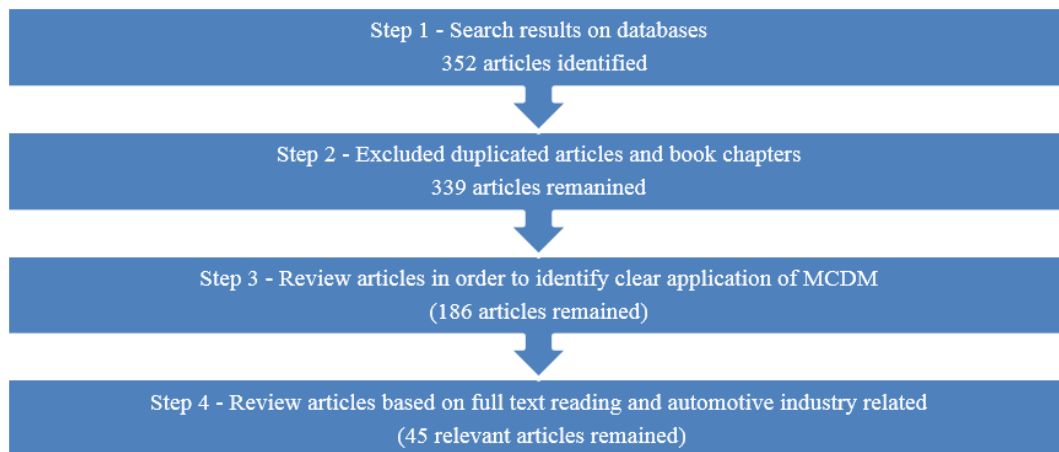 Step 1 - Search results on databases
352 articles identified
Step 2 - Excluded duplicated articles and book chapters
339 articles remanined
Step 3 - Review articles in order to identify clear application of MCDM
(186 articles remained)
Step 4 - Review articles based on full text reading and automotive industry related
(45 relevant articles remained)